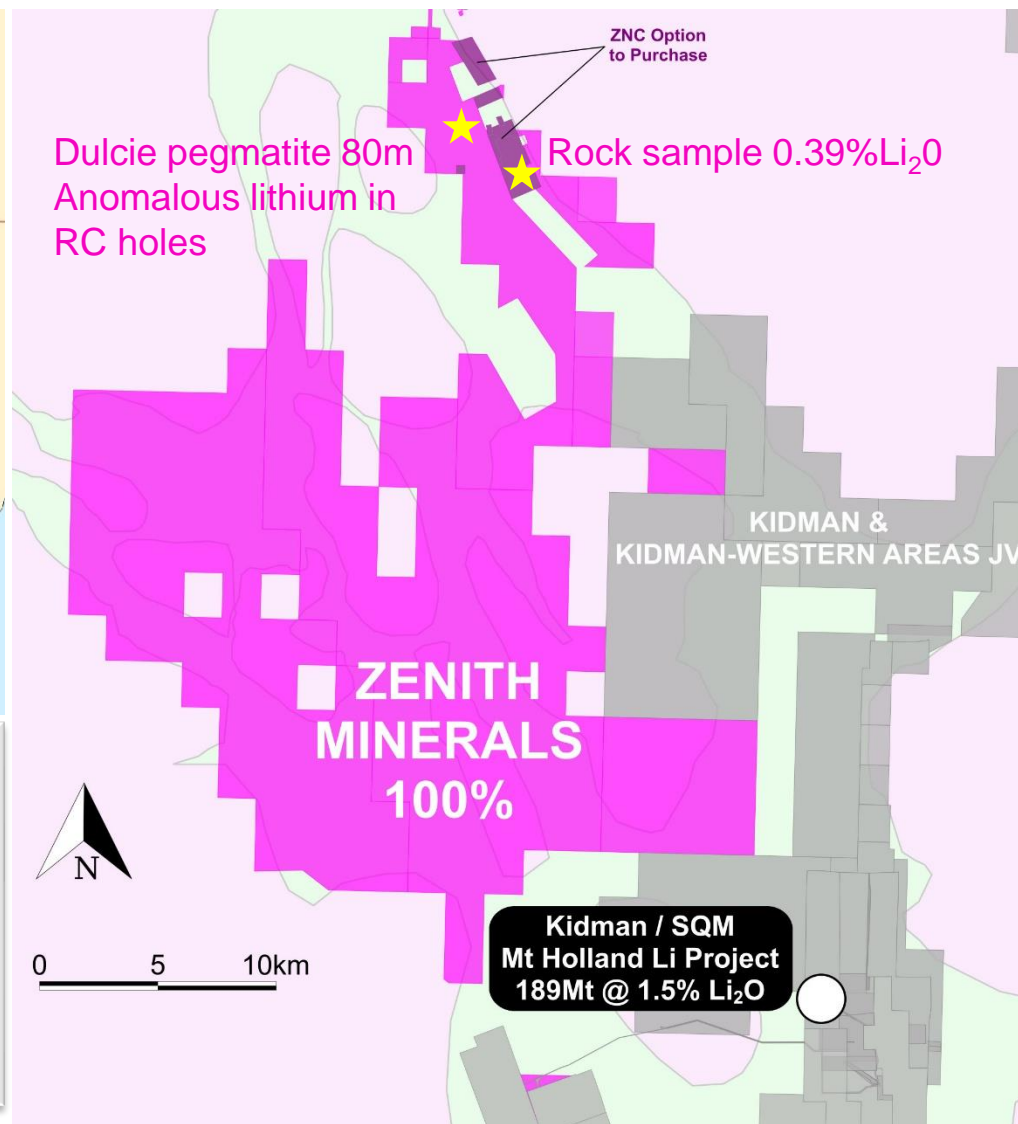 ZNC Option
to Purchase
Dulcie pegmatite 80m
Anomalous lithium in
RC holes
Rock sample 0.39%Li₂0
KIDMAN &
KIDMAN-WESTERN AREAS JV
ZENITH
MINERALS
100%
N
0 5 10km
Kidman / SQM
Mt Holland Li Project
189Mt @ 1.5% Li₂O